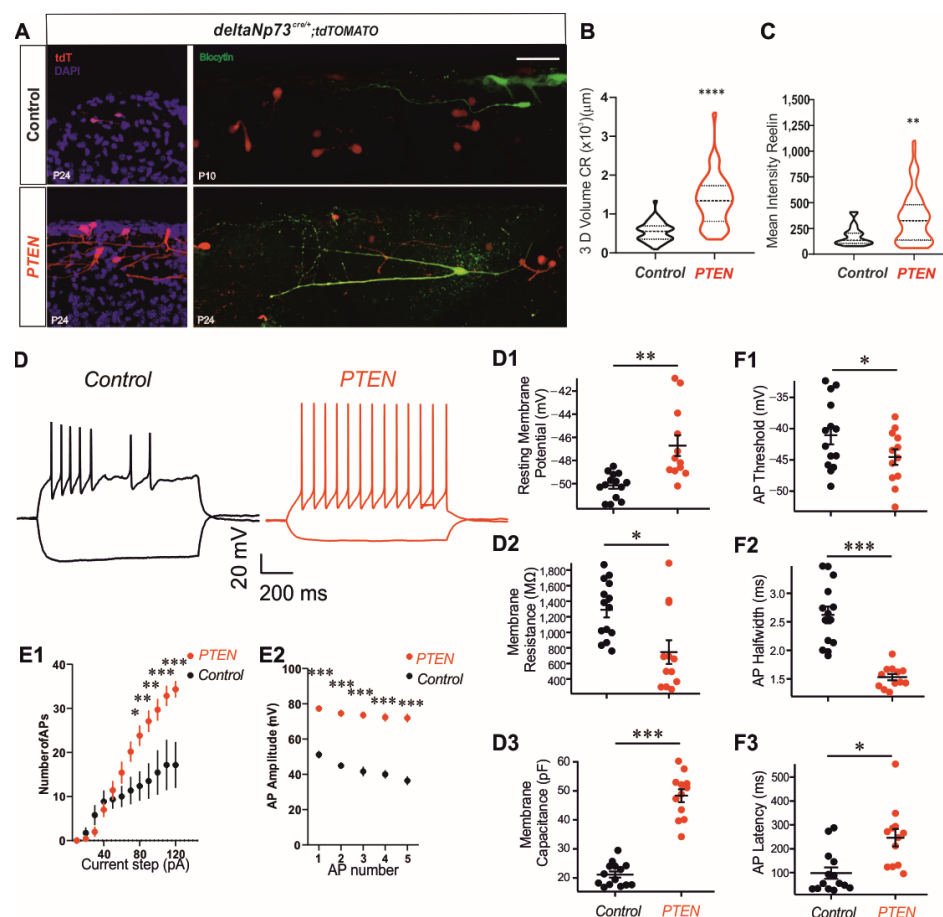 deltaNp73cre/+;tdTOMATO
A
B
C
Control
tdT
DAPI
P24
Blocytin
P10
PTEN
P24
P24
3 D Volume CR (x10³)(μm)
4
3
2
1
0
****
Control
PTEN
Mean Intensity Reelin
1,500
1,250
1,000
750
500
250
0
**
Control
PTEN
D
Control
PTEN
20 mV
200 ms
D1
Resting Membrane
Potential (mV)
−42
−44
−46
−48
−50
**
F1
AP Threshold (mV)
−35
−40
−45
−50
*
D2
Membrane
Resistance (MΩ)
1,800
1,600
1,400
1,200
1,000
800
600
400
*
F2
AP Halfwidth (ms)
3.0
2.5
2.0
1.5
***
E1
PTEN
Control
NumberofAPs
40
30
20
10
0
*
**
**
***
***
40
80
120
Current step (pA)
E2
PTEN
Control
AP Amplitude (mV)
100
80
60
40
20
0
***
***
***
***
***
1
2
3
4
5
AP number
D3
Membrane
Capacitance (pF)
60
50
40
30
20
***
Control
PTEN
F3
AP Latency (ms)
500
400
300
200
100
0
*
Control
PTEN